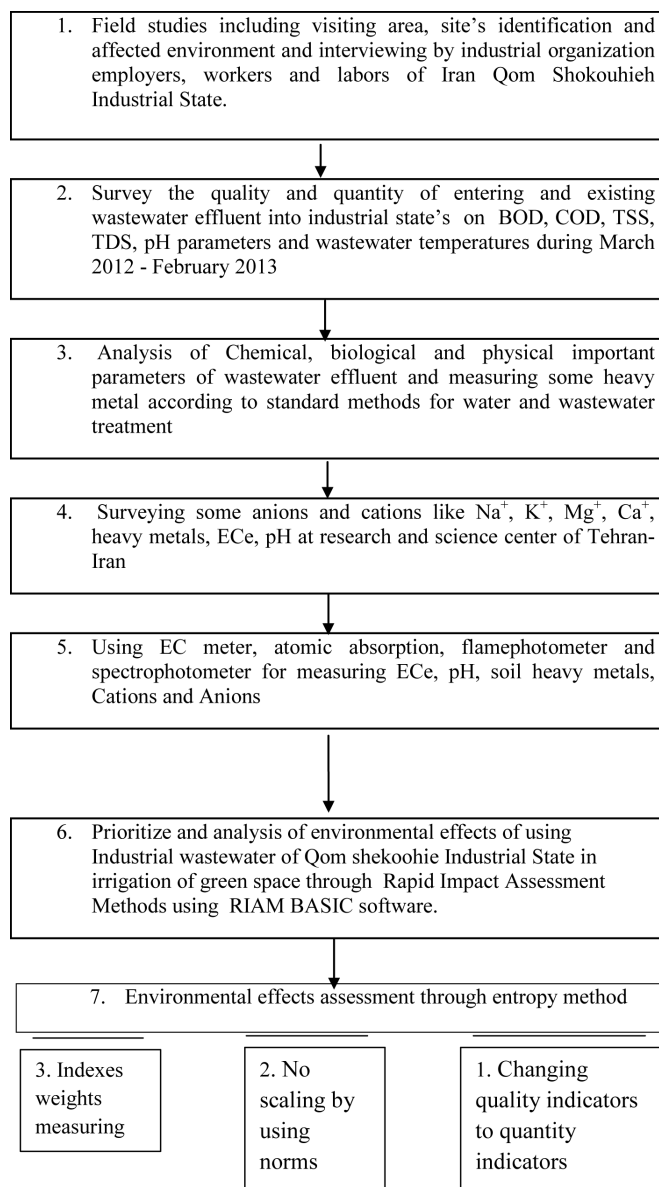 1. Field studies including visiting area, site's identification and
affected environment and interviewing by industrial organization
employers, workers and labors of Iran Qom Shokouhieh
Industrial State.
2. Survey the quality and quantity of entering and existing
wastewater effluent into industrial state's on BOD, COD, TSS,
TDS, pH parameters and wastewater temperatures during March
2012 - February 2013
3. Analysis of Chemical, biological and physical important
parameters of wastewater effluent and measuring some heavy
metal according to standard methods for water and wastewater
treatment
4. Surveying some anions and cations like Na⁺, K⁺, Mg⁺, Ca⁺,
heavy metals, ECe, pH at research and science center of Tehran-
Iran
5. Using EC meter, atomic absorption, flamephotometer and
spectrophotometer for measuring ECe, pH, soil heavy metals,
Cations and Anions
6. Prioritize and analysis of environmental effects of using
Industrial wastewater of Qom shekoohie Industrial State in
irrigation of green space through Rapid Impact Assessment
Methods using RIAM BASIC software.
7. Environmental effects assessment through entropy method
3. Indexes
weights
measuring
2. No
scaling by
using
norms
1. Changing
quality indicators
to quantity
indicators